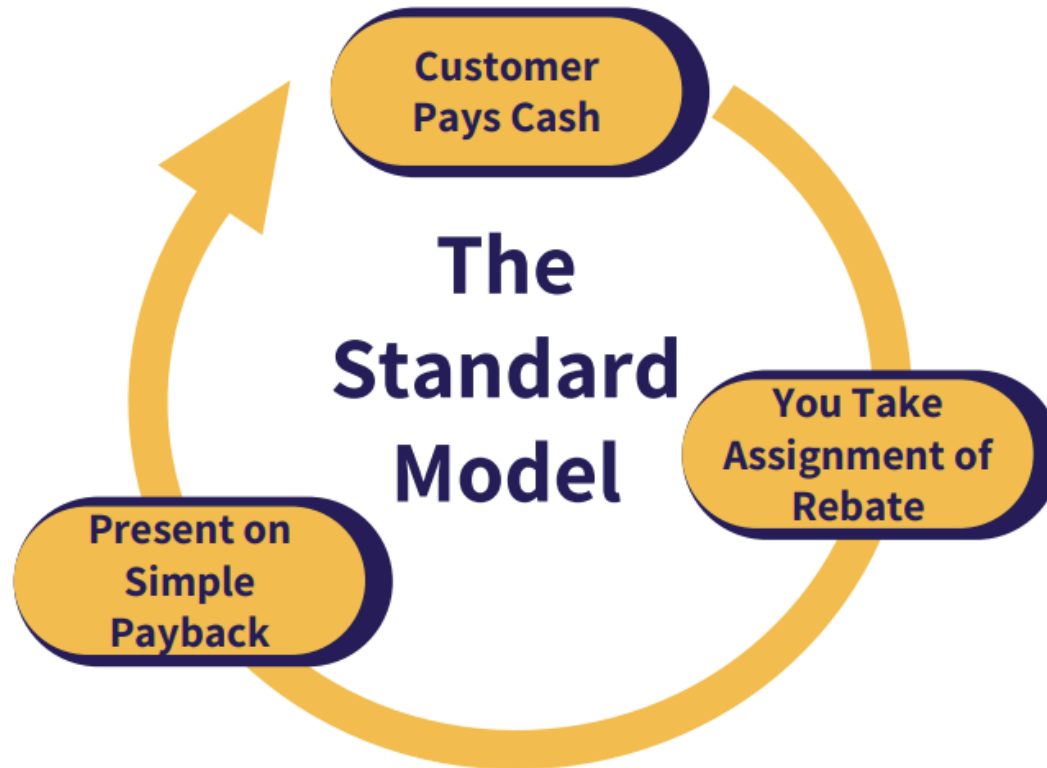 Customer
Pays Cash
The
Standard
Model
You Take
Assignment of
Rebate
Present on
Simple
Payback